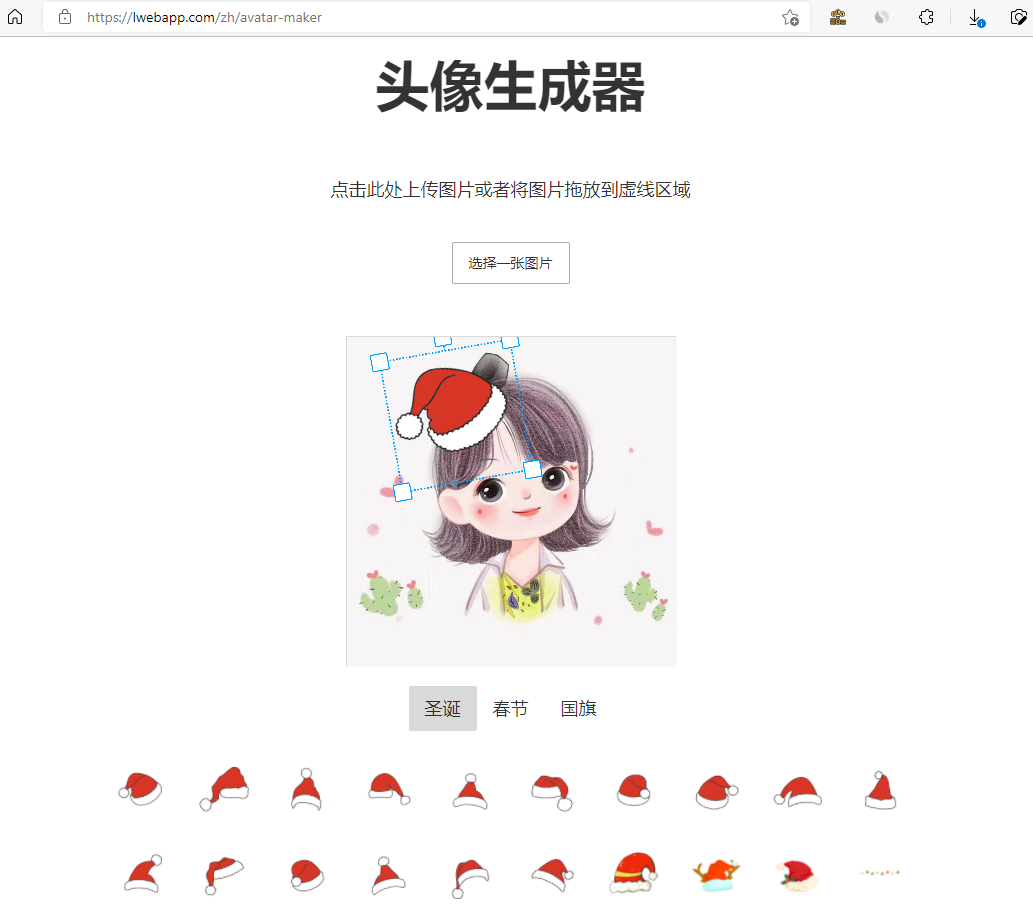 https://lwebapp.com/zh/avatar-maker
头像生成器
点击此处上传图片或者将图片拖放到虚线区域
选择一张图片
圣诞 春节 国旗